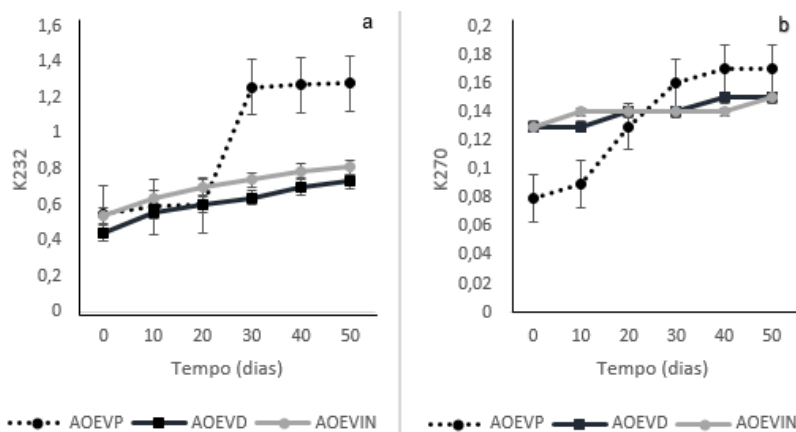 a
1,6
1,4
1,2
1
0,8
0,6
0,4
0,2
0
K232
0 10 20 30 40 50
Tempo (dias)
AOEVP AOEVD AOEVIN
b
0,2
0,18
0,16
0,14
0,12
0,1
0,08
0,06
0,04
0,02
0
K270
0 10 20 30 40 50
Tempo (dias)
AOEVP AOEVD AOEVIN